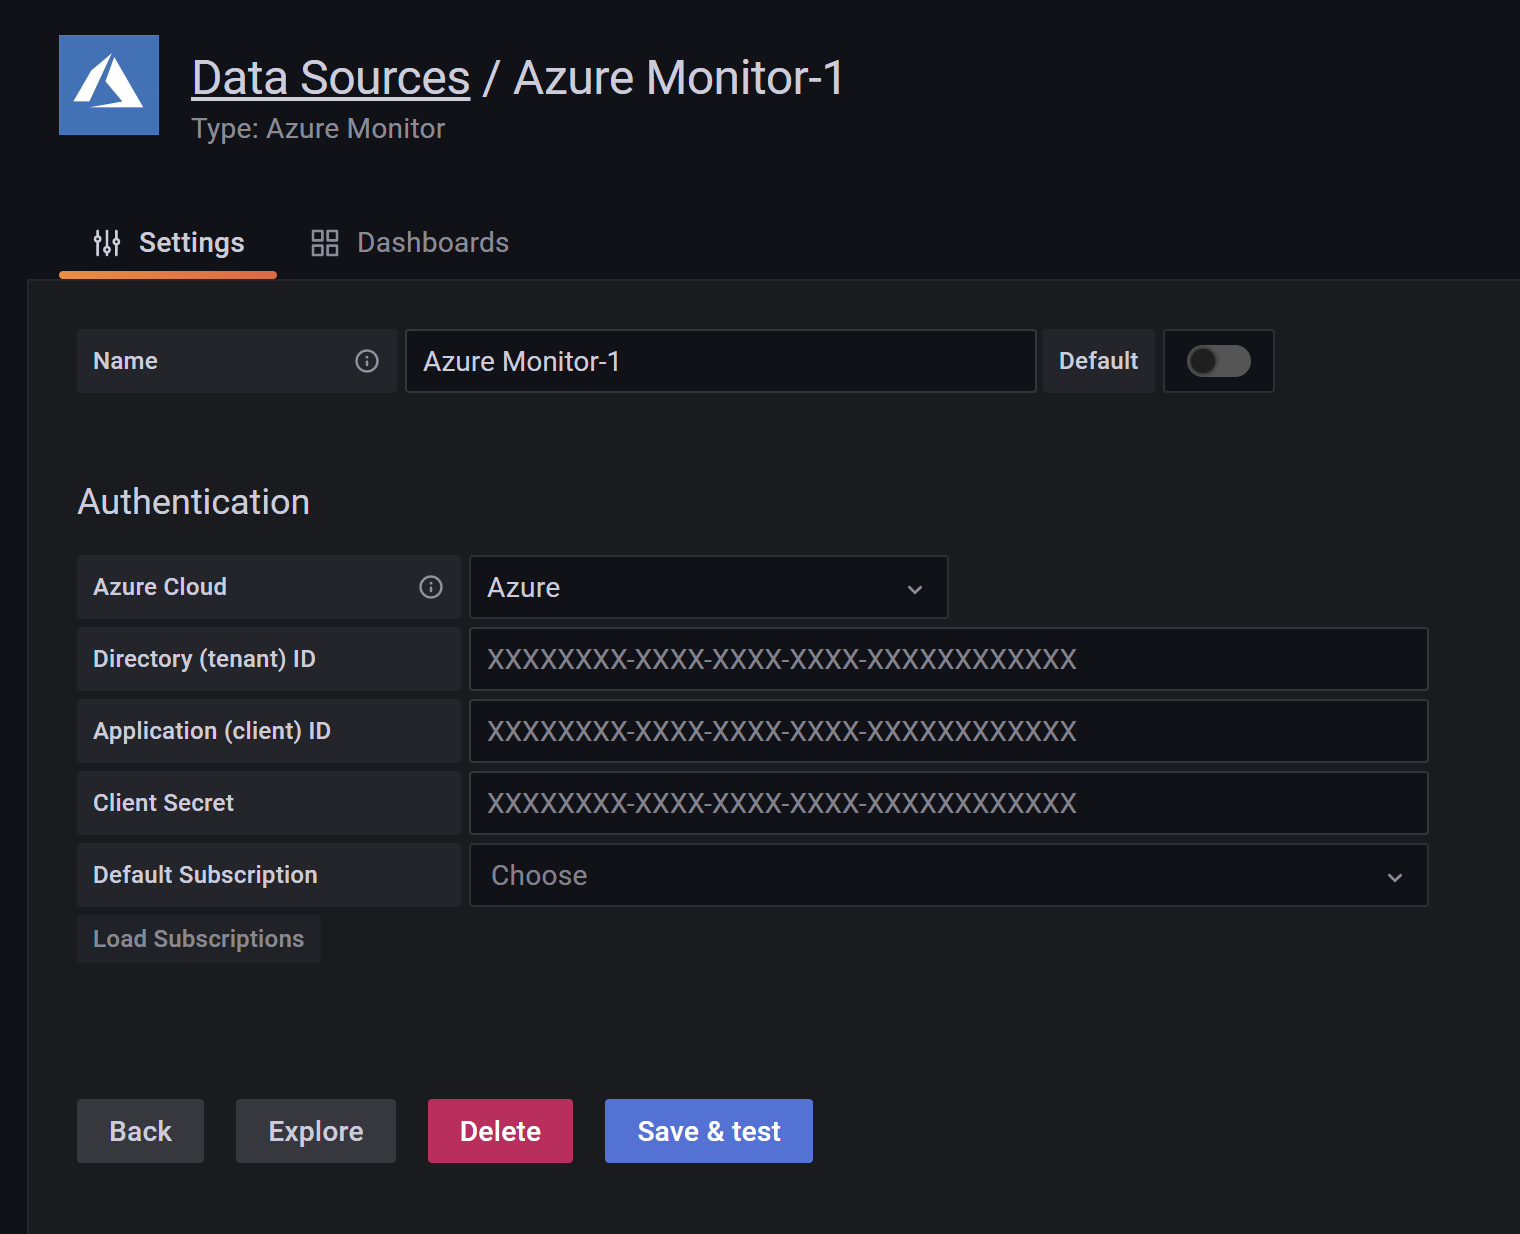 Data Sources / Azure Monitor-1
Type: Azure Monitor
Settings Dashboards
Name Azure Monitor-1 Default
Authentication
Azure Cloud Azure
Directory (tenant) ID XXXXXXXX-XXXX-XXXX-XXXX-XXXXXXXXXXXX
Application (client) ID XXXXXXXX-XXXX-XXXX-XXXX-XXXXXXXXXXXX
Client Secret XXXXXXXX-XXXX-XXXX-XXXX-XXXXXXXXXXXX
Default Subscription Choose
Load Subscriptions
Back Explore Delete Save & test